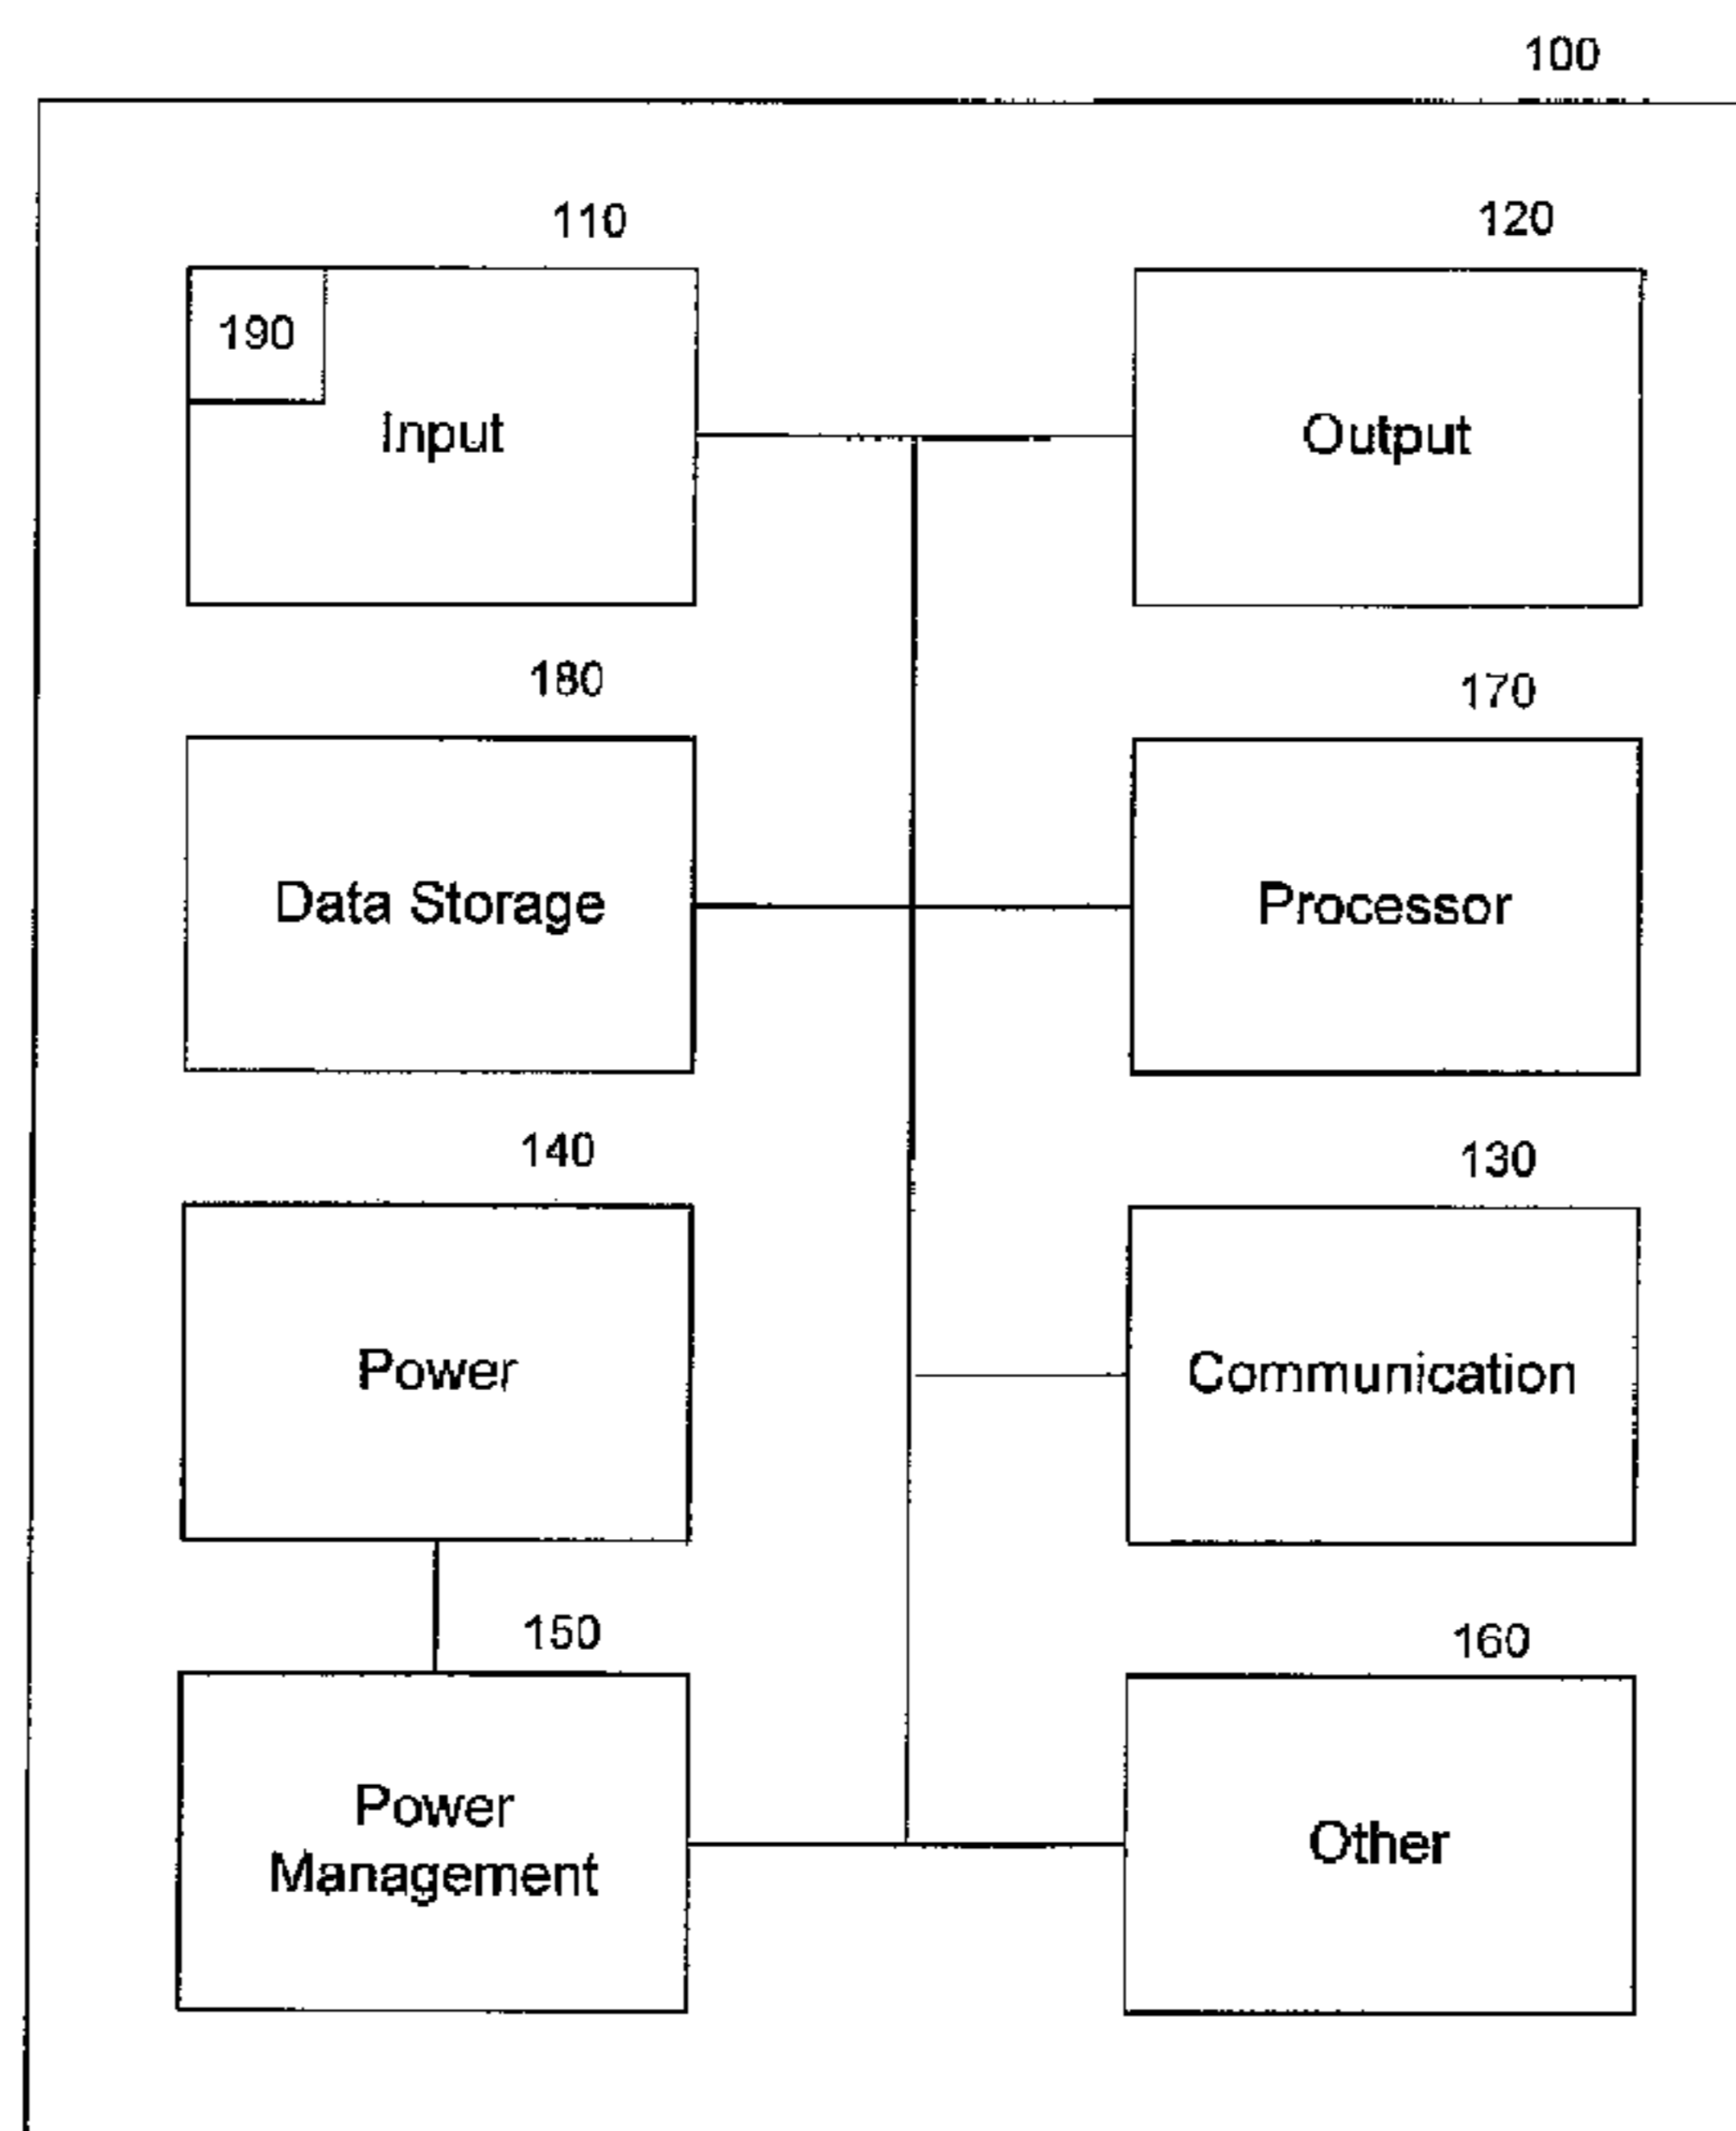 100
110
120
190
Input
Output
180
170
Data Storage
Processor
140
130
Power
Communication
150
160
Power
Management
Other